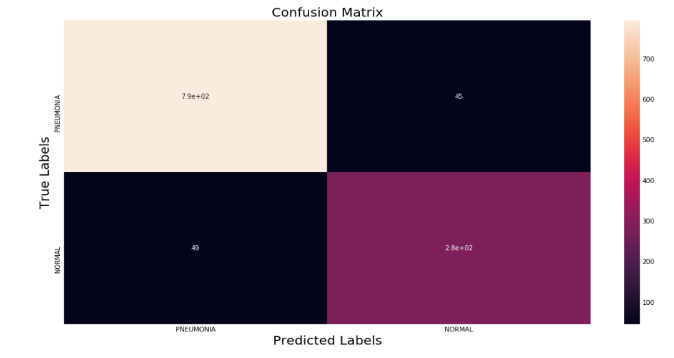 Confusion Matrix
True Labels
PNEUMONIA
NORMAL
7.9e+02
45
49
2.8e+02
PNEUMONIA
NORMAL
Predicted Labels
700
600
500
400
300
200
100